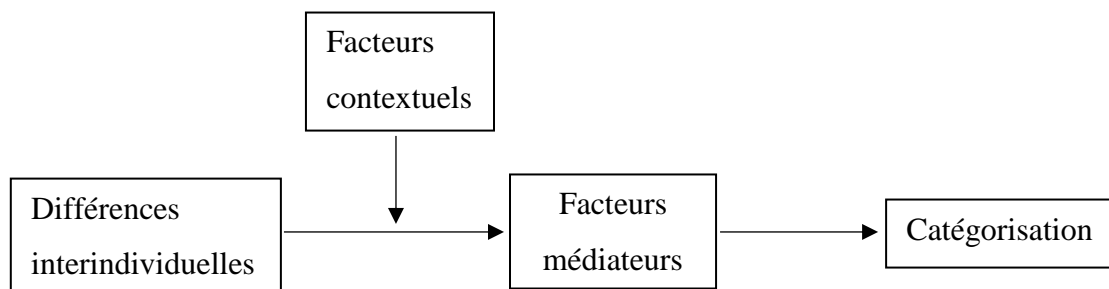 Facteurs
contextuels
Différences
interindividuelles
Facteurs
médiateurs
Catégorisation